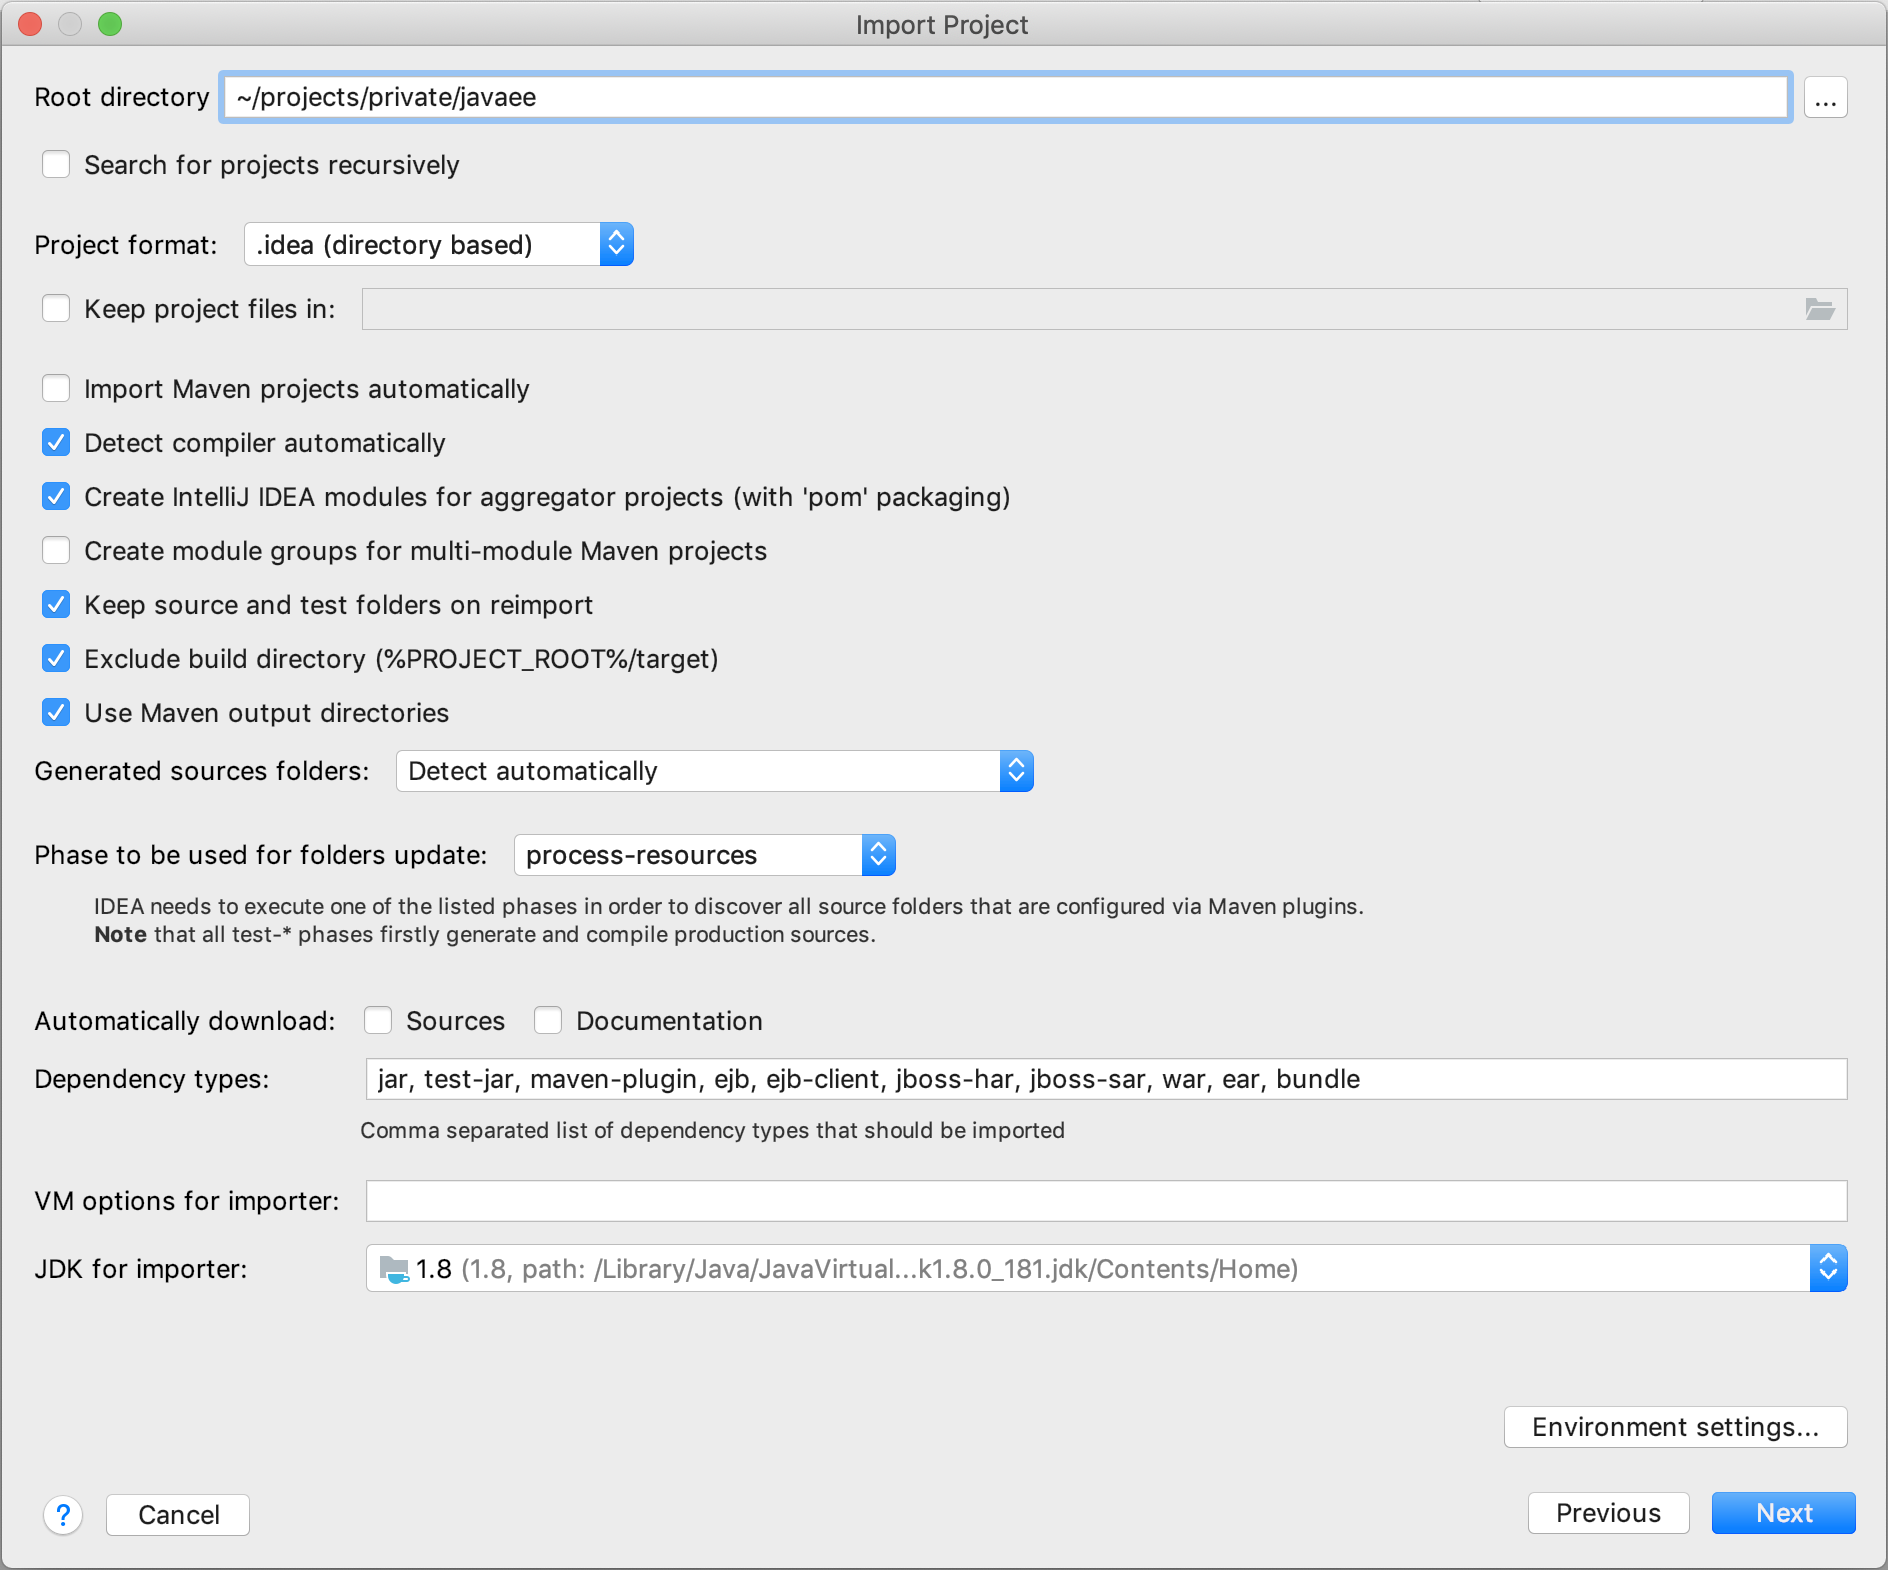 Import Project
Root directory ~/projects/private/javaee ...
Search for projects recursively
Project format: .idea (directory based)
Keep project files in:
Import Maven projects automatically
Detect compiler automatically
Create IntelliJ IDEA modules for aggregator projects (with 'pom' packaging)
Create module groups for multi-module Maven projects
Keep source and test folders on reimport
Exclude build directory (%PROJECT_ROOT%/target)
Use Maven output directories
Generated sources folders: Detect automatically
Phase to be used for folders update: process-resources
IDEA needs to execute one of the listed phases in order to discover all source folders that are configured via Maven plugins.
Note that all test-* phases firstly generate and compile production sources.
Automatically download: Sources Documentation
Dependency types: jar, test-jar, maven-plugin, ejb, ejb-client, jboss-har, jboss-sar, war, ear, bundle
Comma separated list of dependency types that should be imported
VM options for importer:
JDK for importer: 1.8 (1.8, path: /Library/Java/JavaVirtual...k1.8.0_181.jdk/Contents/Home)
Environment settings...
? Cancel Previous Next